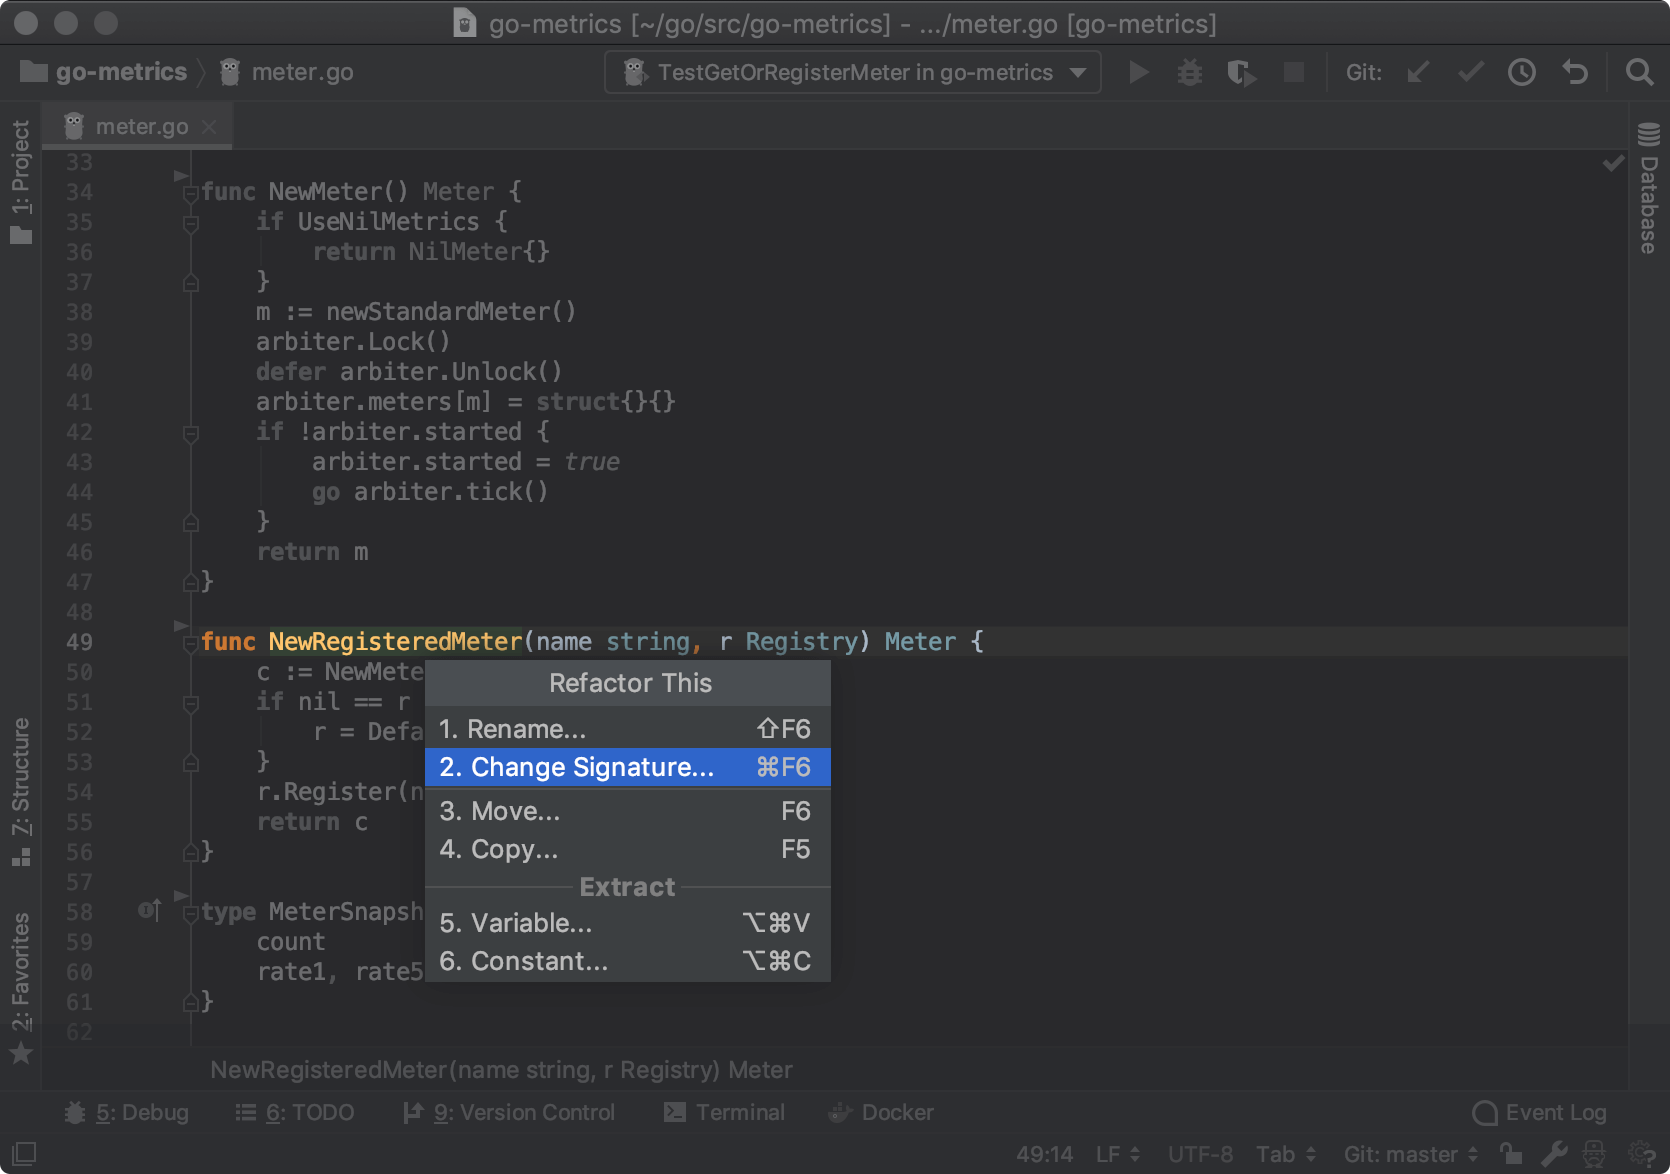 go-metrics [~/go/src/go-metrics] - .../meter.go [go-metrics]
go-metrics meter.go TestGetOrRegisterMeter in go-metrics Git:
meter.go
1: Project
7: Structure
2: Favorites
Database
33
34 func NewMeter() Meter {
35 if UseNilMetrics {
36 return NilMeter{}
37 }
38 m := newStandardMeter()
39 arbiter.Lock()
40 defer arbiter.Unlock()
41 arbiter.meters[m] = struct{}{}
42 if !arbiter.started {
43 arbiter.started = true
44 go arbiter.tick()
45 }
46 return m
47 }
48
49 func NewRegisteredMeter(name string, r Registry) Meter {
50 c := NewMete
51 if nil == r
52 r = Defa
53 }
54 r.Register(n
55 return c
56 }
57
58 type MeterSnapsh
59 count
60 rate1, rate5
61 }
62
Refactor This
1. Rename... ⇧F6
2. Change Signature... ⌘F6
3. Move... F6
4. Copy... F5
Extract
5. Variable... ⌥⌘V
6. Constant... ⌥⌘C
NewRegisteredMeter(name string, r Registry) Meter
5: Debug 6: TODO 9: Version Control Terminal Docker Event Log
49:14 LF UTF-8 Tab Git: master